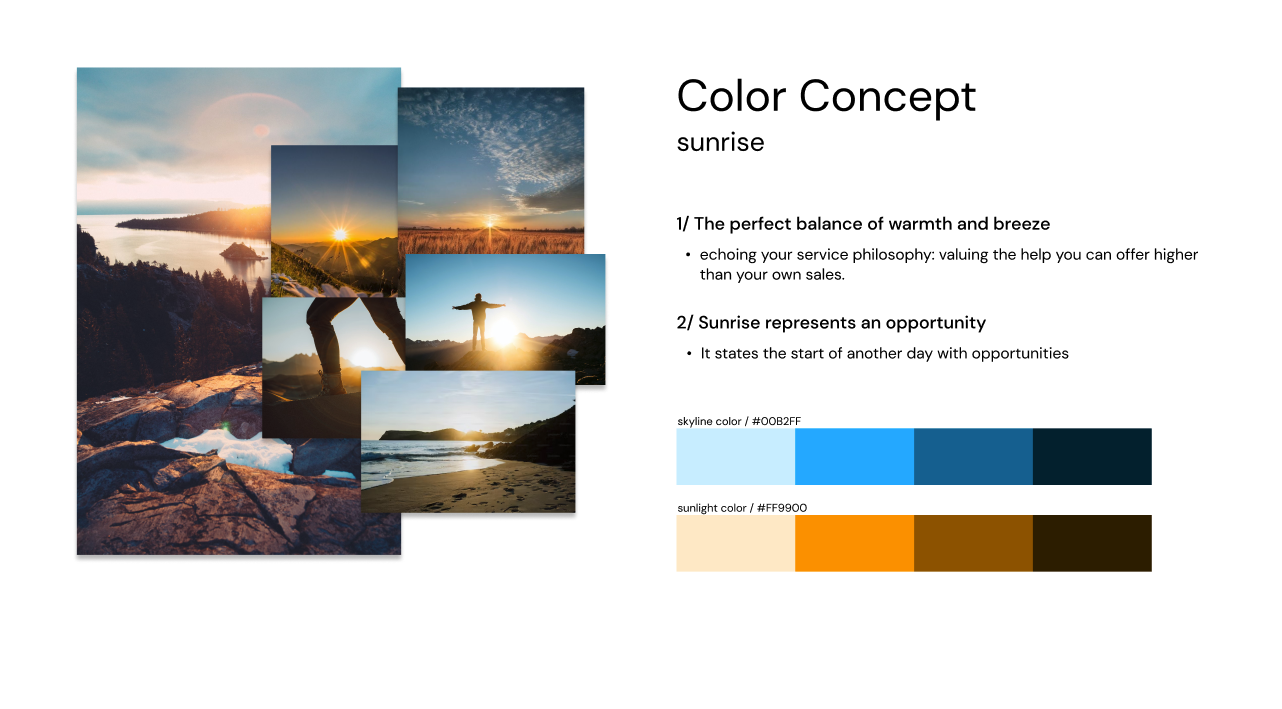 Color Concept
sunrise
1/ The perfect balance of warmth and breeze
• echoing your service philosophy: valuing the help you can offer higher
than your own sales.
2/ Sunrise represents an opportunity
• It states the start of another day with opportunities
skyline color / #00B2FF
sunlight color / #FF9900